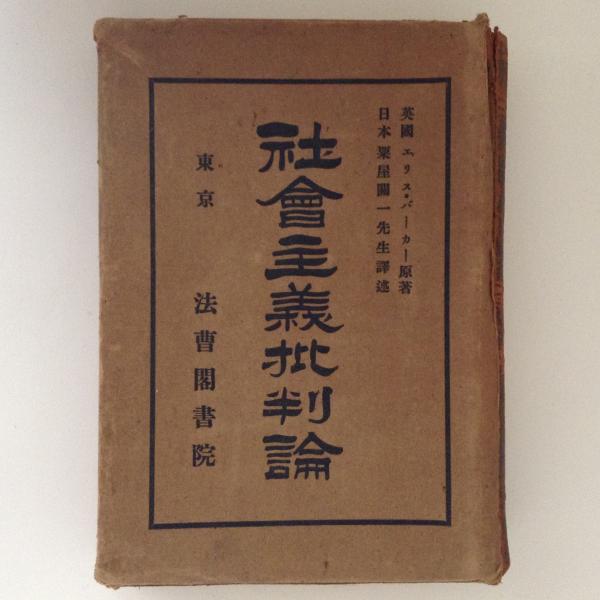 英國エリス・バーカー原著
日本粟屋關一先生譯述
社會主義批判論
東京 法曹閣書院